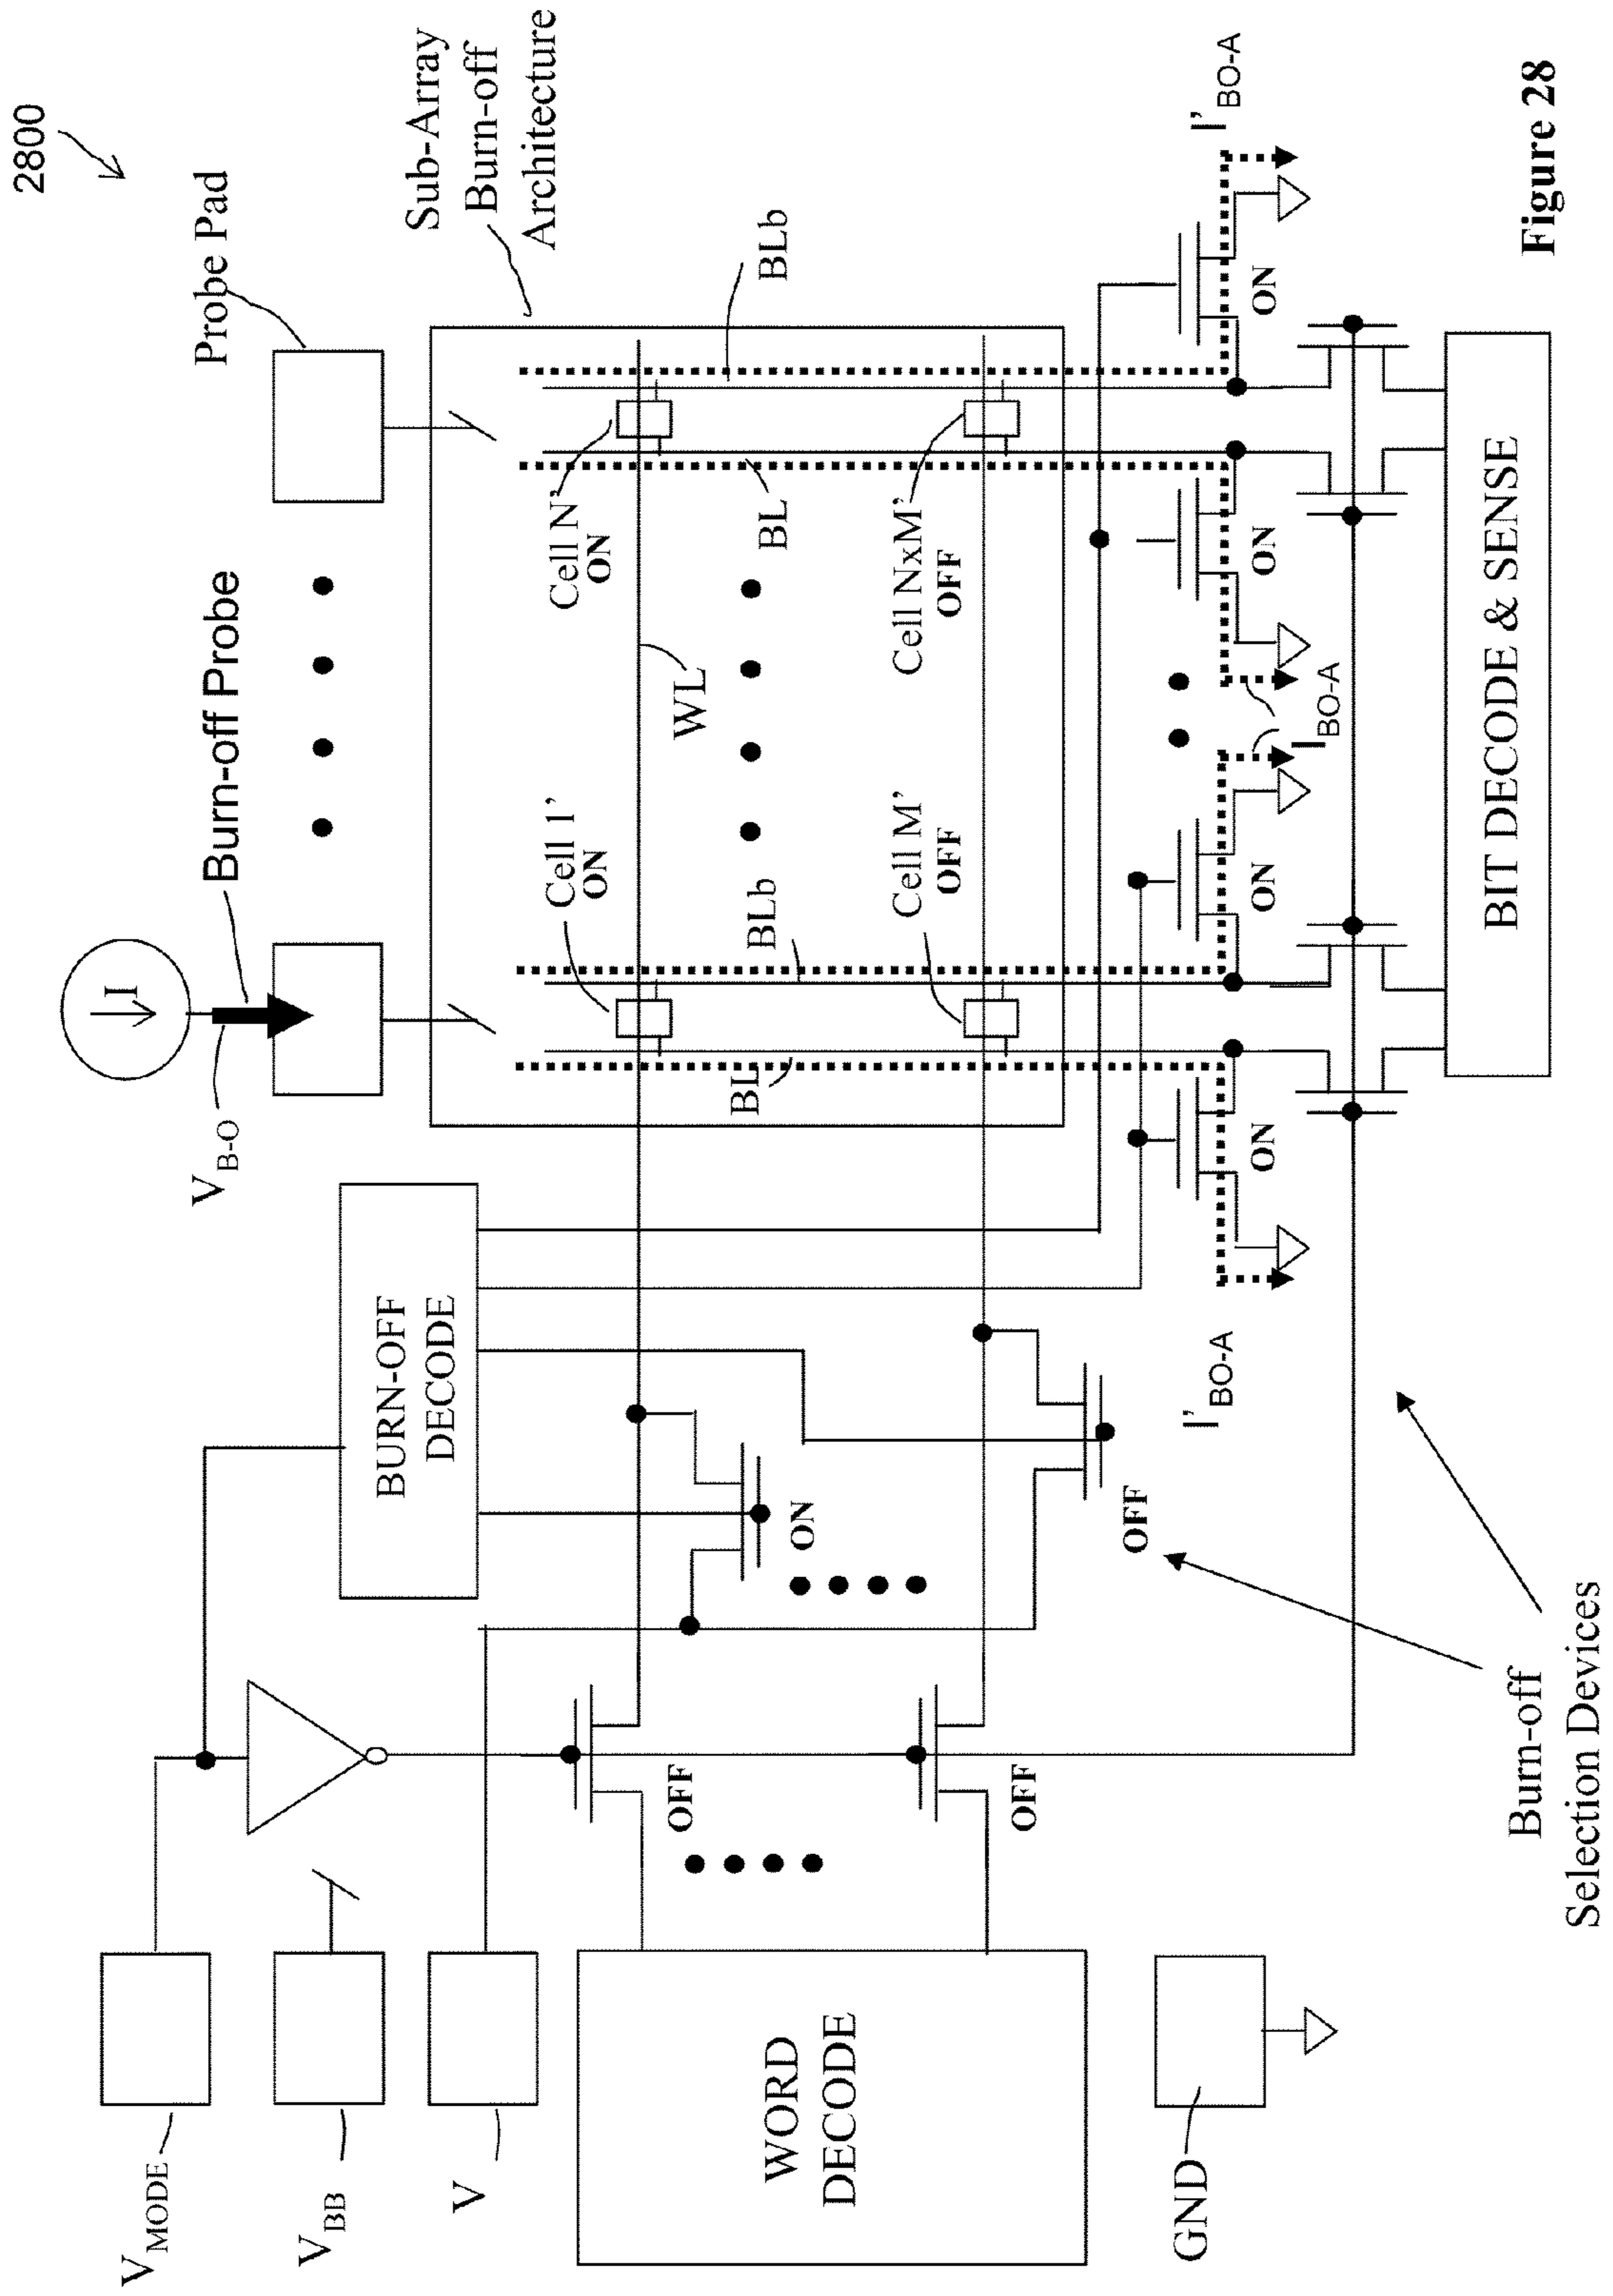 2800
Probe Pad
Sub-Array
Burn-off
Architecture
Burn-off Probe
I
V_B-O
BURN-OFF
DECODE
V_MODE
V_BB
V
WORD
DECODE
GND
Cell 1'
ON
Cell N'
ON
WL
BL
BLb
BL
BLb
Cell M'
OFF
Cell NxM'
OFF
OFF
OFF
ON
OFF
ON
ON
ON
ON
I'_BO-A
I_BO-A
I'_BO-A
BIT DECODE & SENSE
Burn-off
Selection Devices
Figure 28